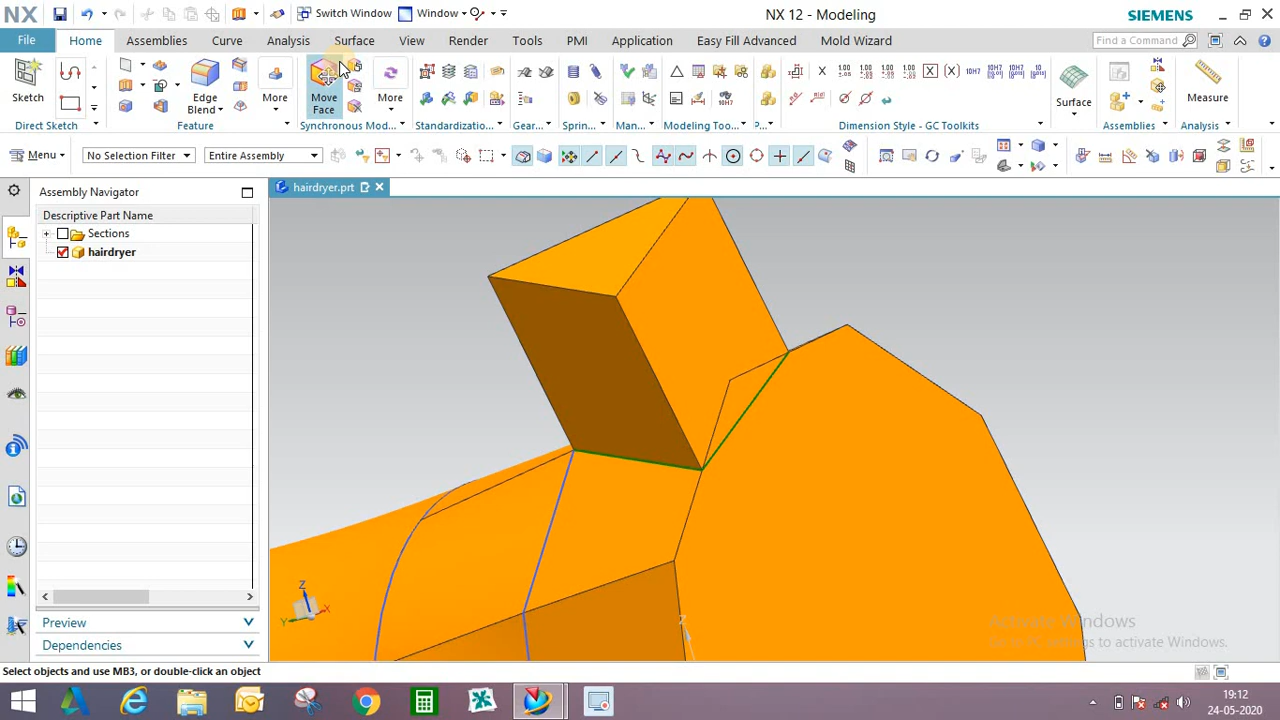 NX
Switch Window
Window
NX 12 - Modeling
SIEMENS
File
Home
Assemblies
Curve
Analysis
Surface
View
Render
Tools
PMI
Application
Easy Fill Advanced
Mold Wizard
Find a Command
Sketch
Edge Blend
More
Move Face
More
Surface
Measure
Direct Sketch
Feature
Synchronous Mod...
Standardization...
Gear...
Sprin...
Man...
Modeling Too...
P...
Dimension Style - GC Toolkits
Assemblies
Analysis
Menu
No Selection Filter
Entire Assembly
Assembly Navigator
hairdryer.prt
Descriptive Part Name
Sections
hairdryer
Z
X
Y
Z
Preview
Dependencies
Activate Windows
Go to PC settings to activate Windows.
Select objects and use MB3, or double-click an object
19:12
24-05-2020